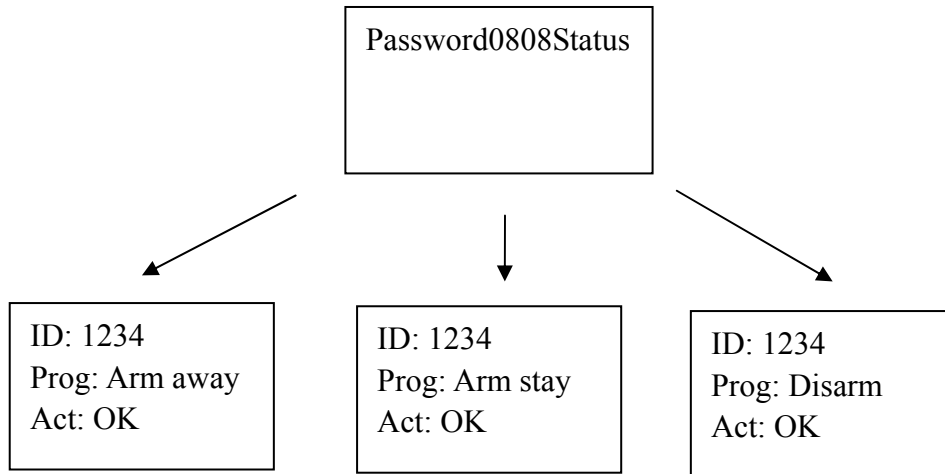 Password0808Status
ID: 1234
Prog: Arm away
Act: OK
ID: 1234
Prog: Arm stay
Act: OK
ID: 1234
Prog: Disarm
Act: OK